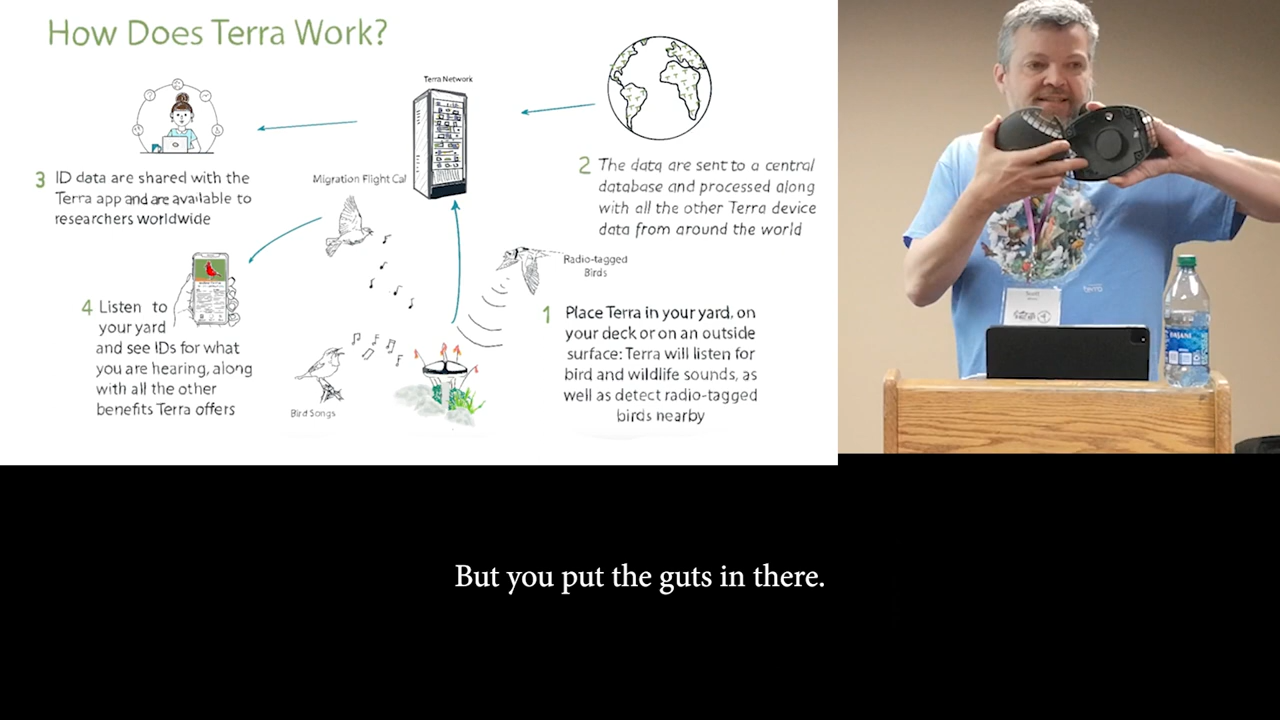 How Does Terra Work?
Terra Network
3 ID data are shared with the
Terra app and are available to
researchers worldwide
Migration Flight Cal
2 The data are sent to a central
database and processed along
with all the other Terra device
data from around the world
Radio-tagged
Birds
4 Listen to
your yard
and see IDs for what
you are hearing, along
with all the other
benefits Terra offers
Bird Songs
1 Place Terra in your yard, on
your deck or on an outside
surface: Terra will listen for
bird and wildlife sounds, as
well as detect radio-tagged
birds nearby
terra
DASANI
But you put the guts in there.